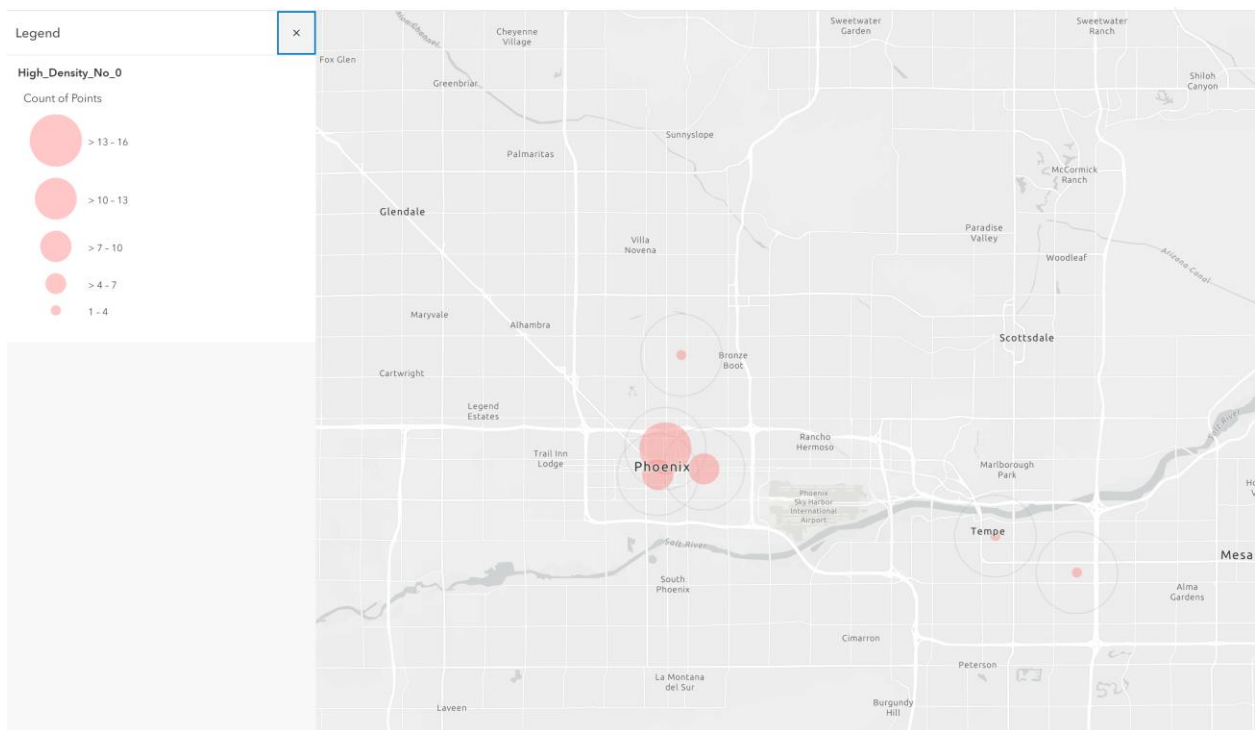 Legend
×
High_Density_No_0
Count of Points
> 13 - 16
> 10 - 13
> 7 - 10
> 4 - 7
1 - 4
Sweetwater
Garden
Sweetwater
Ranch
Cheyenne
Village
Fox Glen
Greenbriar
Shiloh
Canyon
Sunnyslope
Palmaritas
McCormick
Ranch
Glendale
Paradise
Valley
Villa
Novena
Woodleaf
Arizona Canal
Maryvale
Alhambra
Scottsdale
Bronze
Boot
Cartwright
Legend
Estates
Salt River
Rancho
Hermoso
Trail Inn
Lodge
Phoenix
Marlborough
Park
Phoenix
Sky Harbor
International
Airport
Tempe
Salt River
Mesa
South
Phoenix
Alma
Gardens
Cimarron
Peterson
La Montana
del Sur
Laveen
Burgundy
Hill